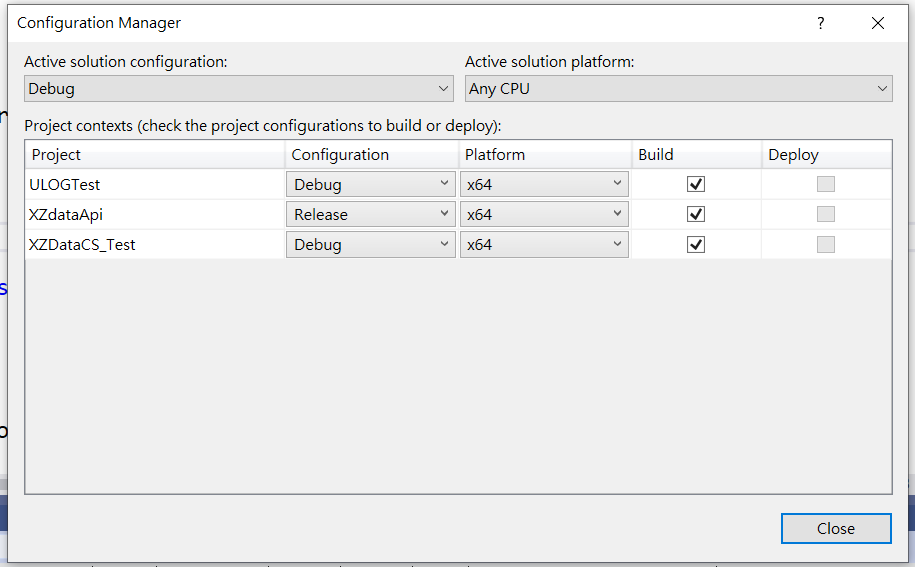 Configuration Manager ?
Active solution configuration: Active solution platform:
Debug Any CPU
Project contexts (check the project configurations to build or deploy):
Project Configuration Platform Build Deploy
ULOGTest Debug x64
XZdataApi Release x64
XZDataCS_Test Debug x64
Close